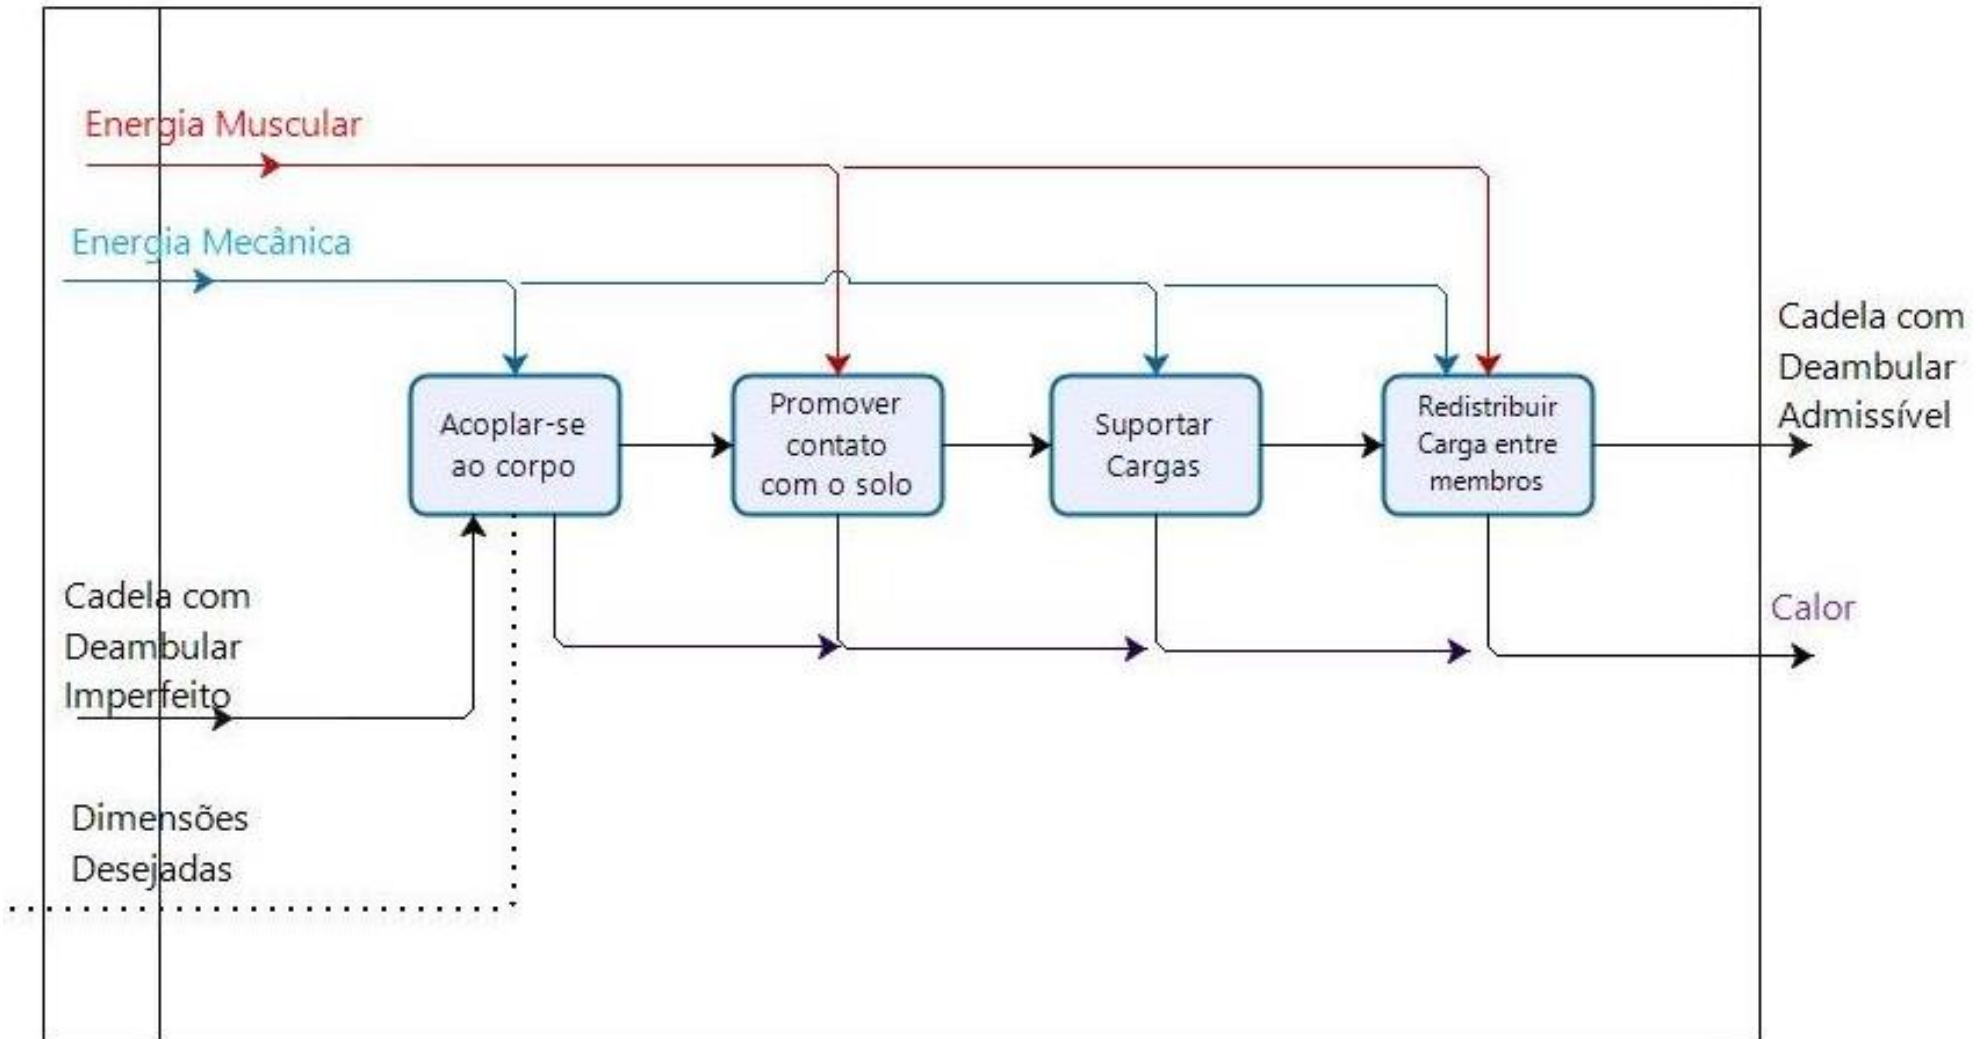 Energia Muscular
Energia Mecânica
Acoplar-se
ao corpo
Promover
contato
com o solo
Suportar
Cargas
Redistribuir
Carga entre
membros
Cadela com
Deambular
Admissível
Cadela com
Deambular
Imperfeito
Calor
Dimensões
Desejadas